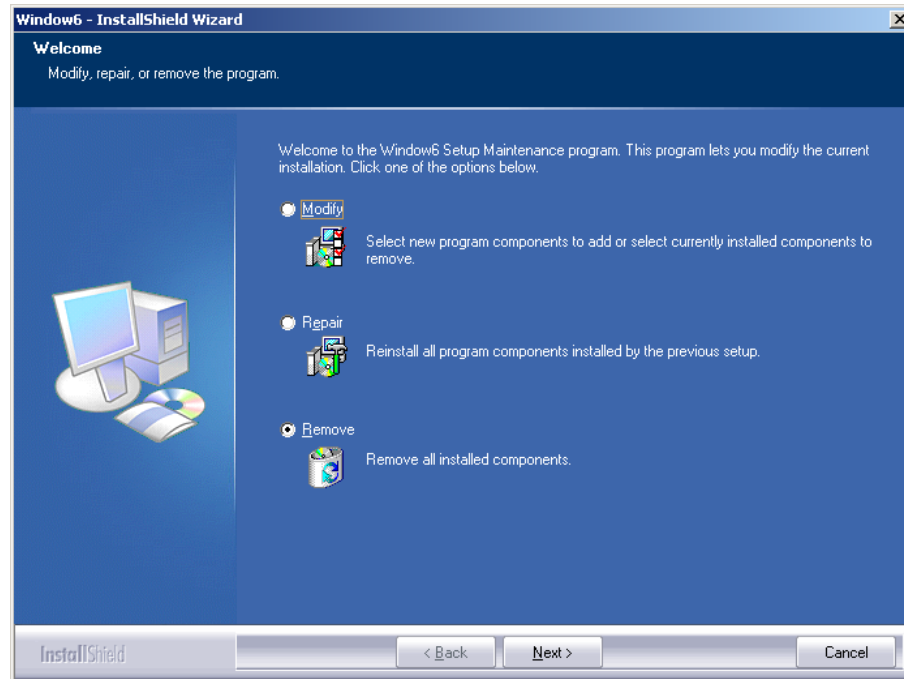 Window6 - InstallShield Wizard
Welcome
Modify, repair, or remove the program.
Welcome to the Window6 Setup Maintenance program. This program lets you modify the current
installation. Click one of the options below.
Modify
Select new program components to add or select currently installed components to
remove.
Repair
Reinstall all program components installed by the previous setup.
Remove
Remove all installed components.
InstallShield
< Back
Next >
Cancel